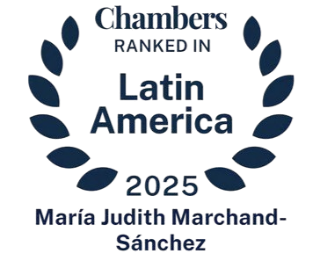 Chambers
RANKED IN
Latin
America
2025
María Judith Marchand-
Sánchez